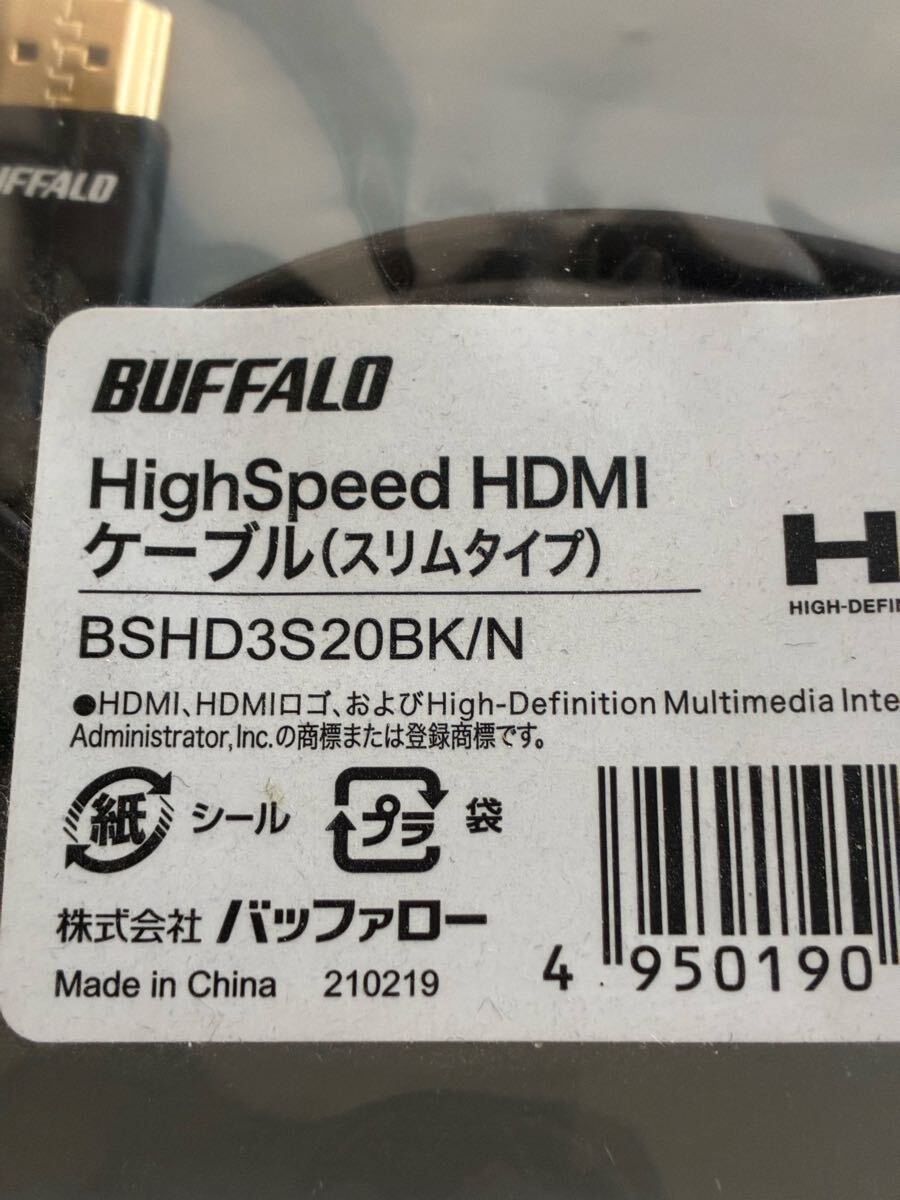 BUFFALO
BUFFALO
HighSpeed HDMI
ケーブル(スリムタイプ)
H
HIGH-DEFIN
BSHD3S20BK/N
●HDMI、HDMIロゴ、およびHigh-Definition Multimedia Inte
Administrator,Inc.の商標または登録商標です。
紙 シール プラ 袋
株式会社 バッファロー
Made in China 210219
4 950190